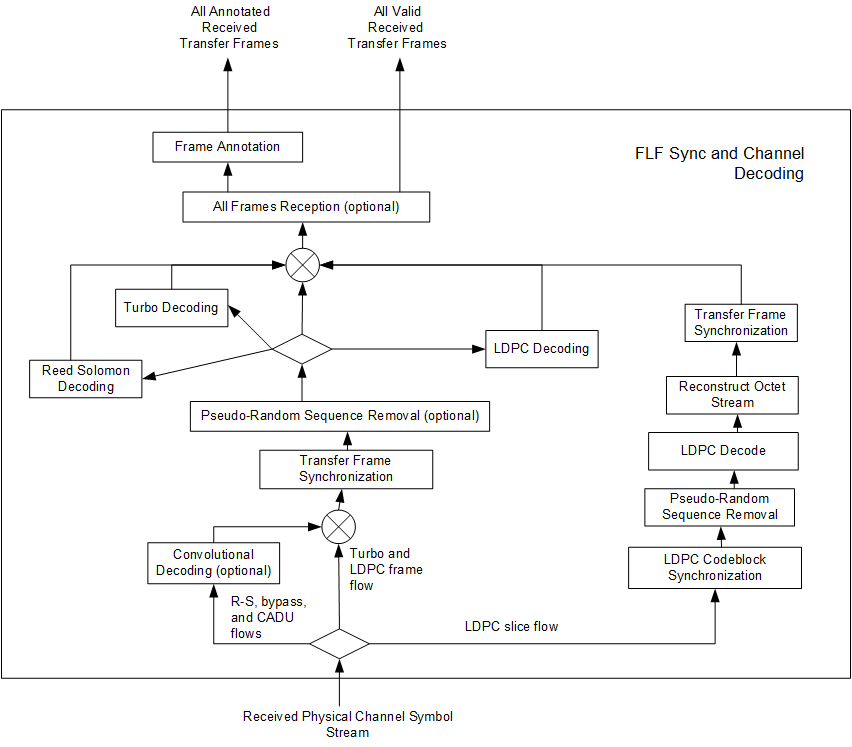 All Annotated
Received
Transfer Frames
All Valid
Received
Transfer Frames
FLF Sync and Channel
Decoding
Frame Annotation
All Frames Reception (optional)
Turbo Decoding
Reed Solomon
Decoding
LDPC Decoding
Transfer Frame
Synchronization
Reconstruct Octet
Stream
Pseudo-Random Sequence Removal (optional)
LDPC Decode
Transfer Frame
Synchronization
Pseudo-Random
Sequence Removal
Convolutional
Decoding (optional)
Turbo and
LDPC frame
flow
LDPC Codeblock
Synchronization
R-S, bypass,
and CADU
flows
LDPC slice flow
Received Physical Channel Symbol
Stream